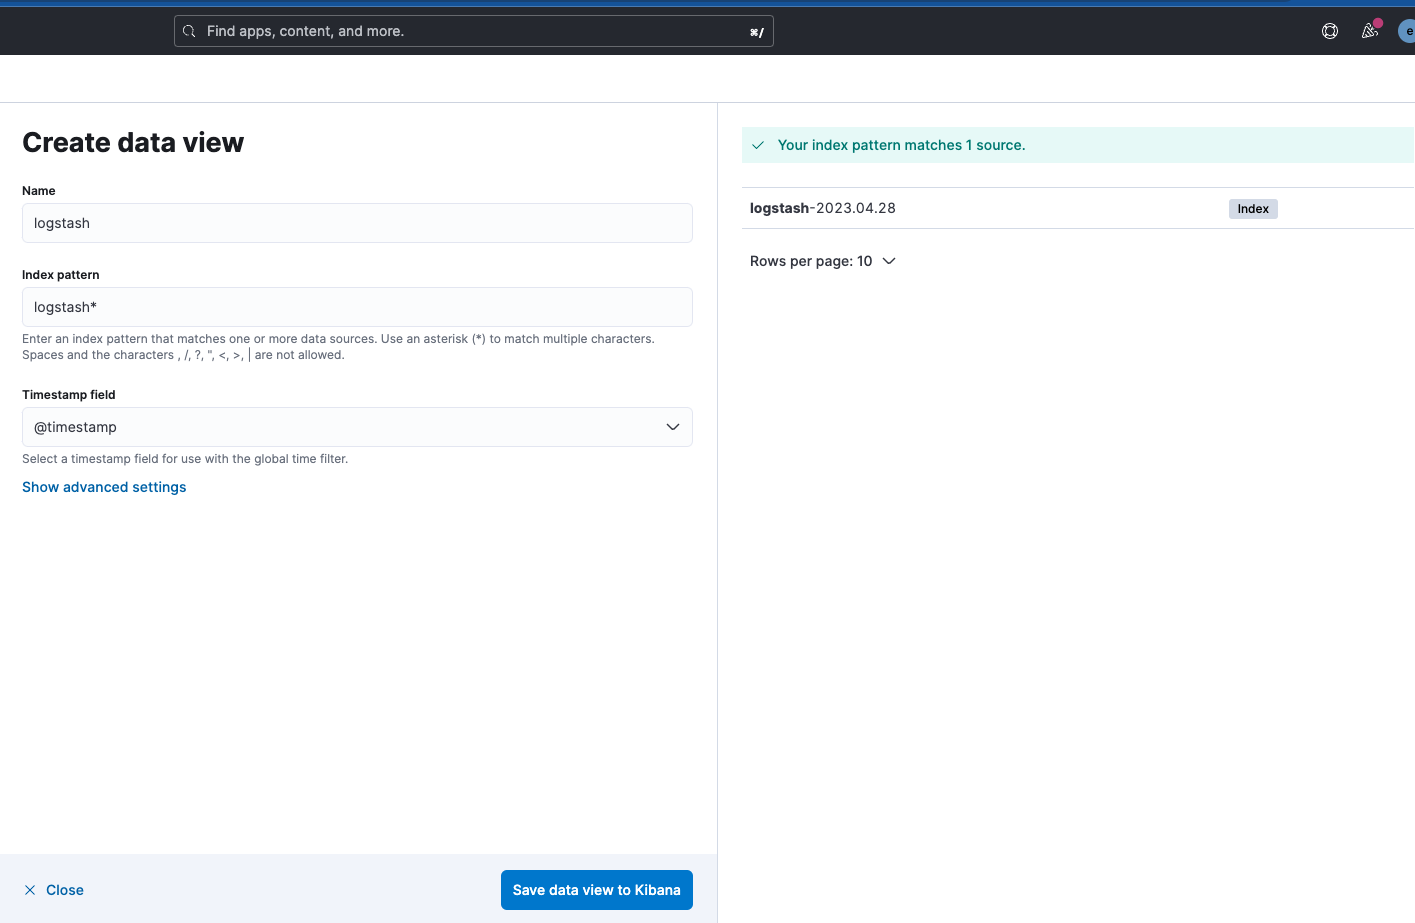 Find apps, content, and more.
⌘/
e
Create data view
Name
logstash
Index pattern
logstash*
Enter an index pattern that matches one or more data sources. Use an asterisk (*) to match multiple characters.
Spaces and the characters , /, ?, ", <, >, | are not allowed.
Timestamp field
@timestamp
Select a timestamp field for use with the global time filter.
Show advanced settings
Close
Save data view to Kibana
Your index pattern matches 1 source.
logstash-2023.04.28
Index
Rows per page: 10